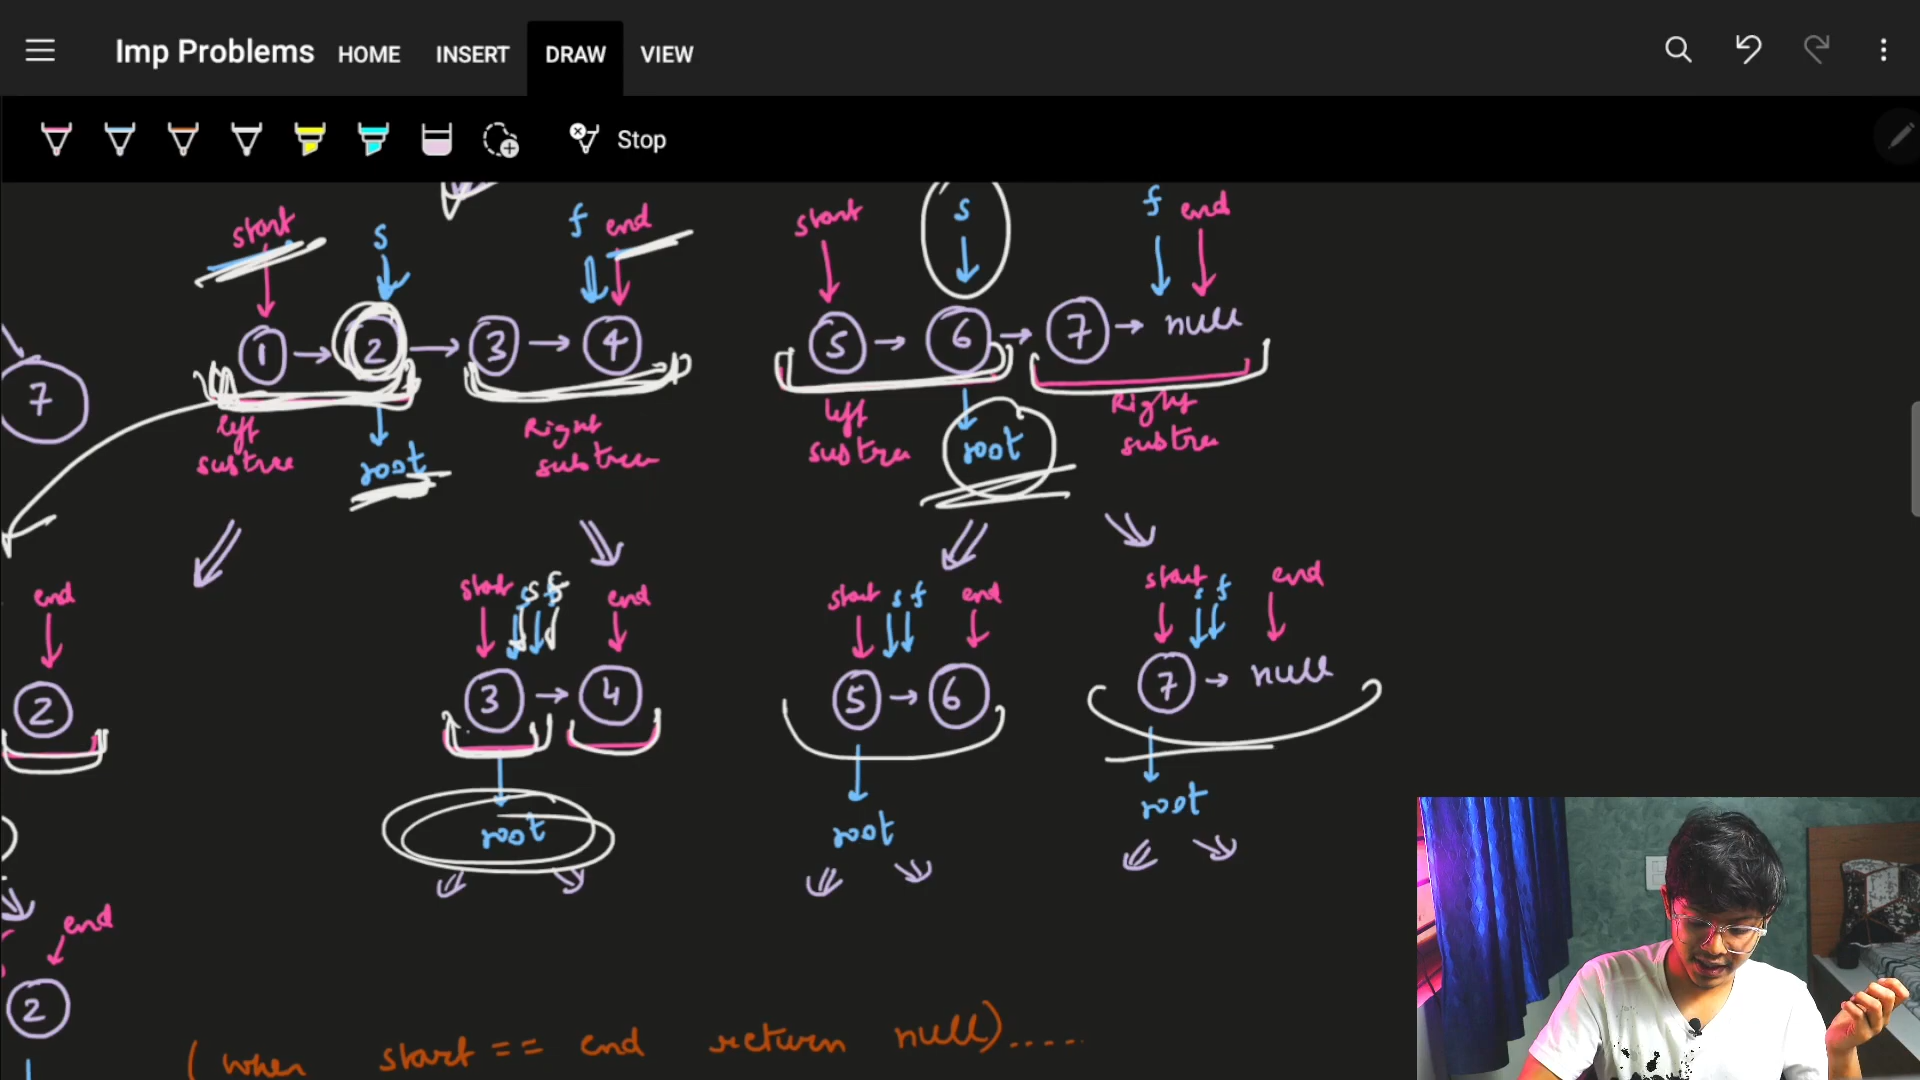 Imp Problems HOME INSERT DRAW VIEW
Stop
start s f end start s f end
1 2 3 4 5 6 7 null
7
left subtree root Right subtree left subtree root Right subtree
end start s f end start s f end start s f end
2 3 4 5 6 7 null
root root root
end
2
(when start == end return null).....